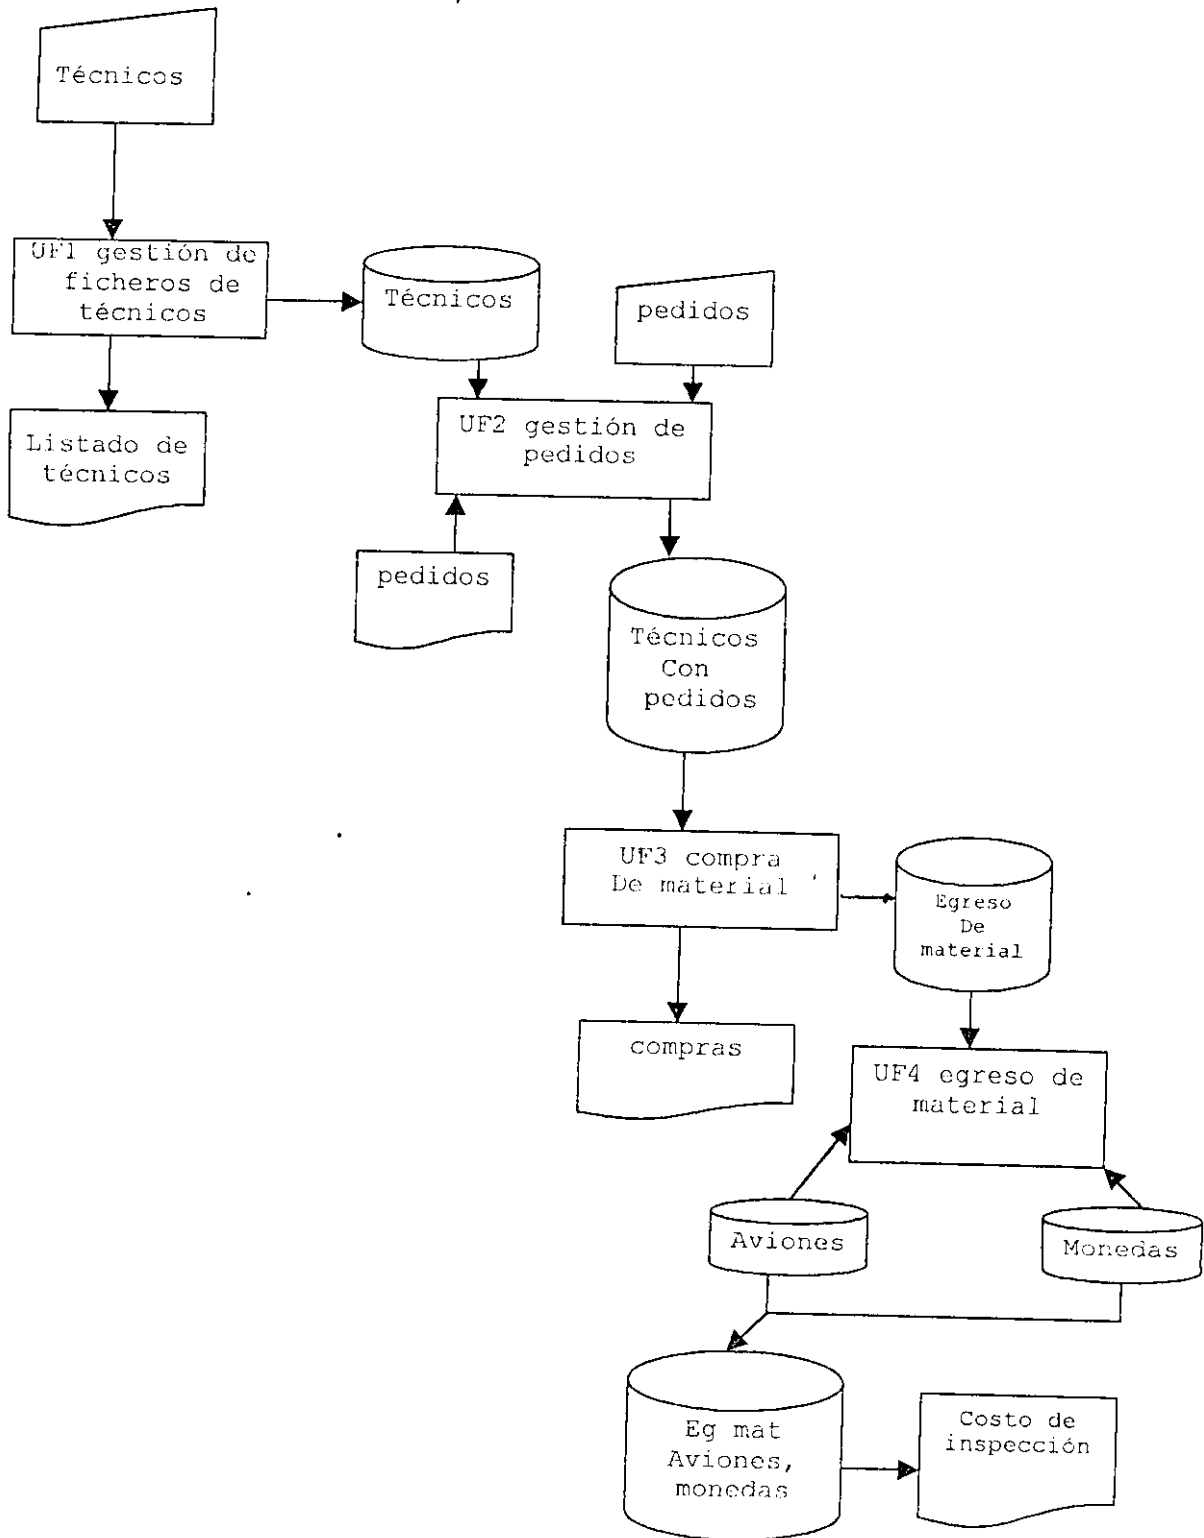 Técnicos
UF1 gestión de
ficheros de
técnicos
Técnicos
pedidos
Listado de
técnicos
UF2 gestión de
pedidos
pedidos
Técnicos
Con
pedidos
UF3 compra
De material
Egreso
De
material
compras
UF4 egreso de
material
Aviones
Monedas
Eg mat
Aviones,
monedas
Costo de
inspección